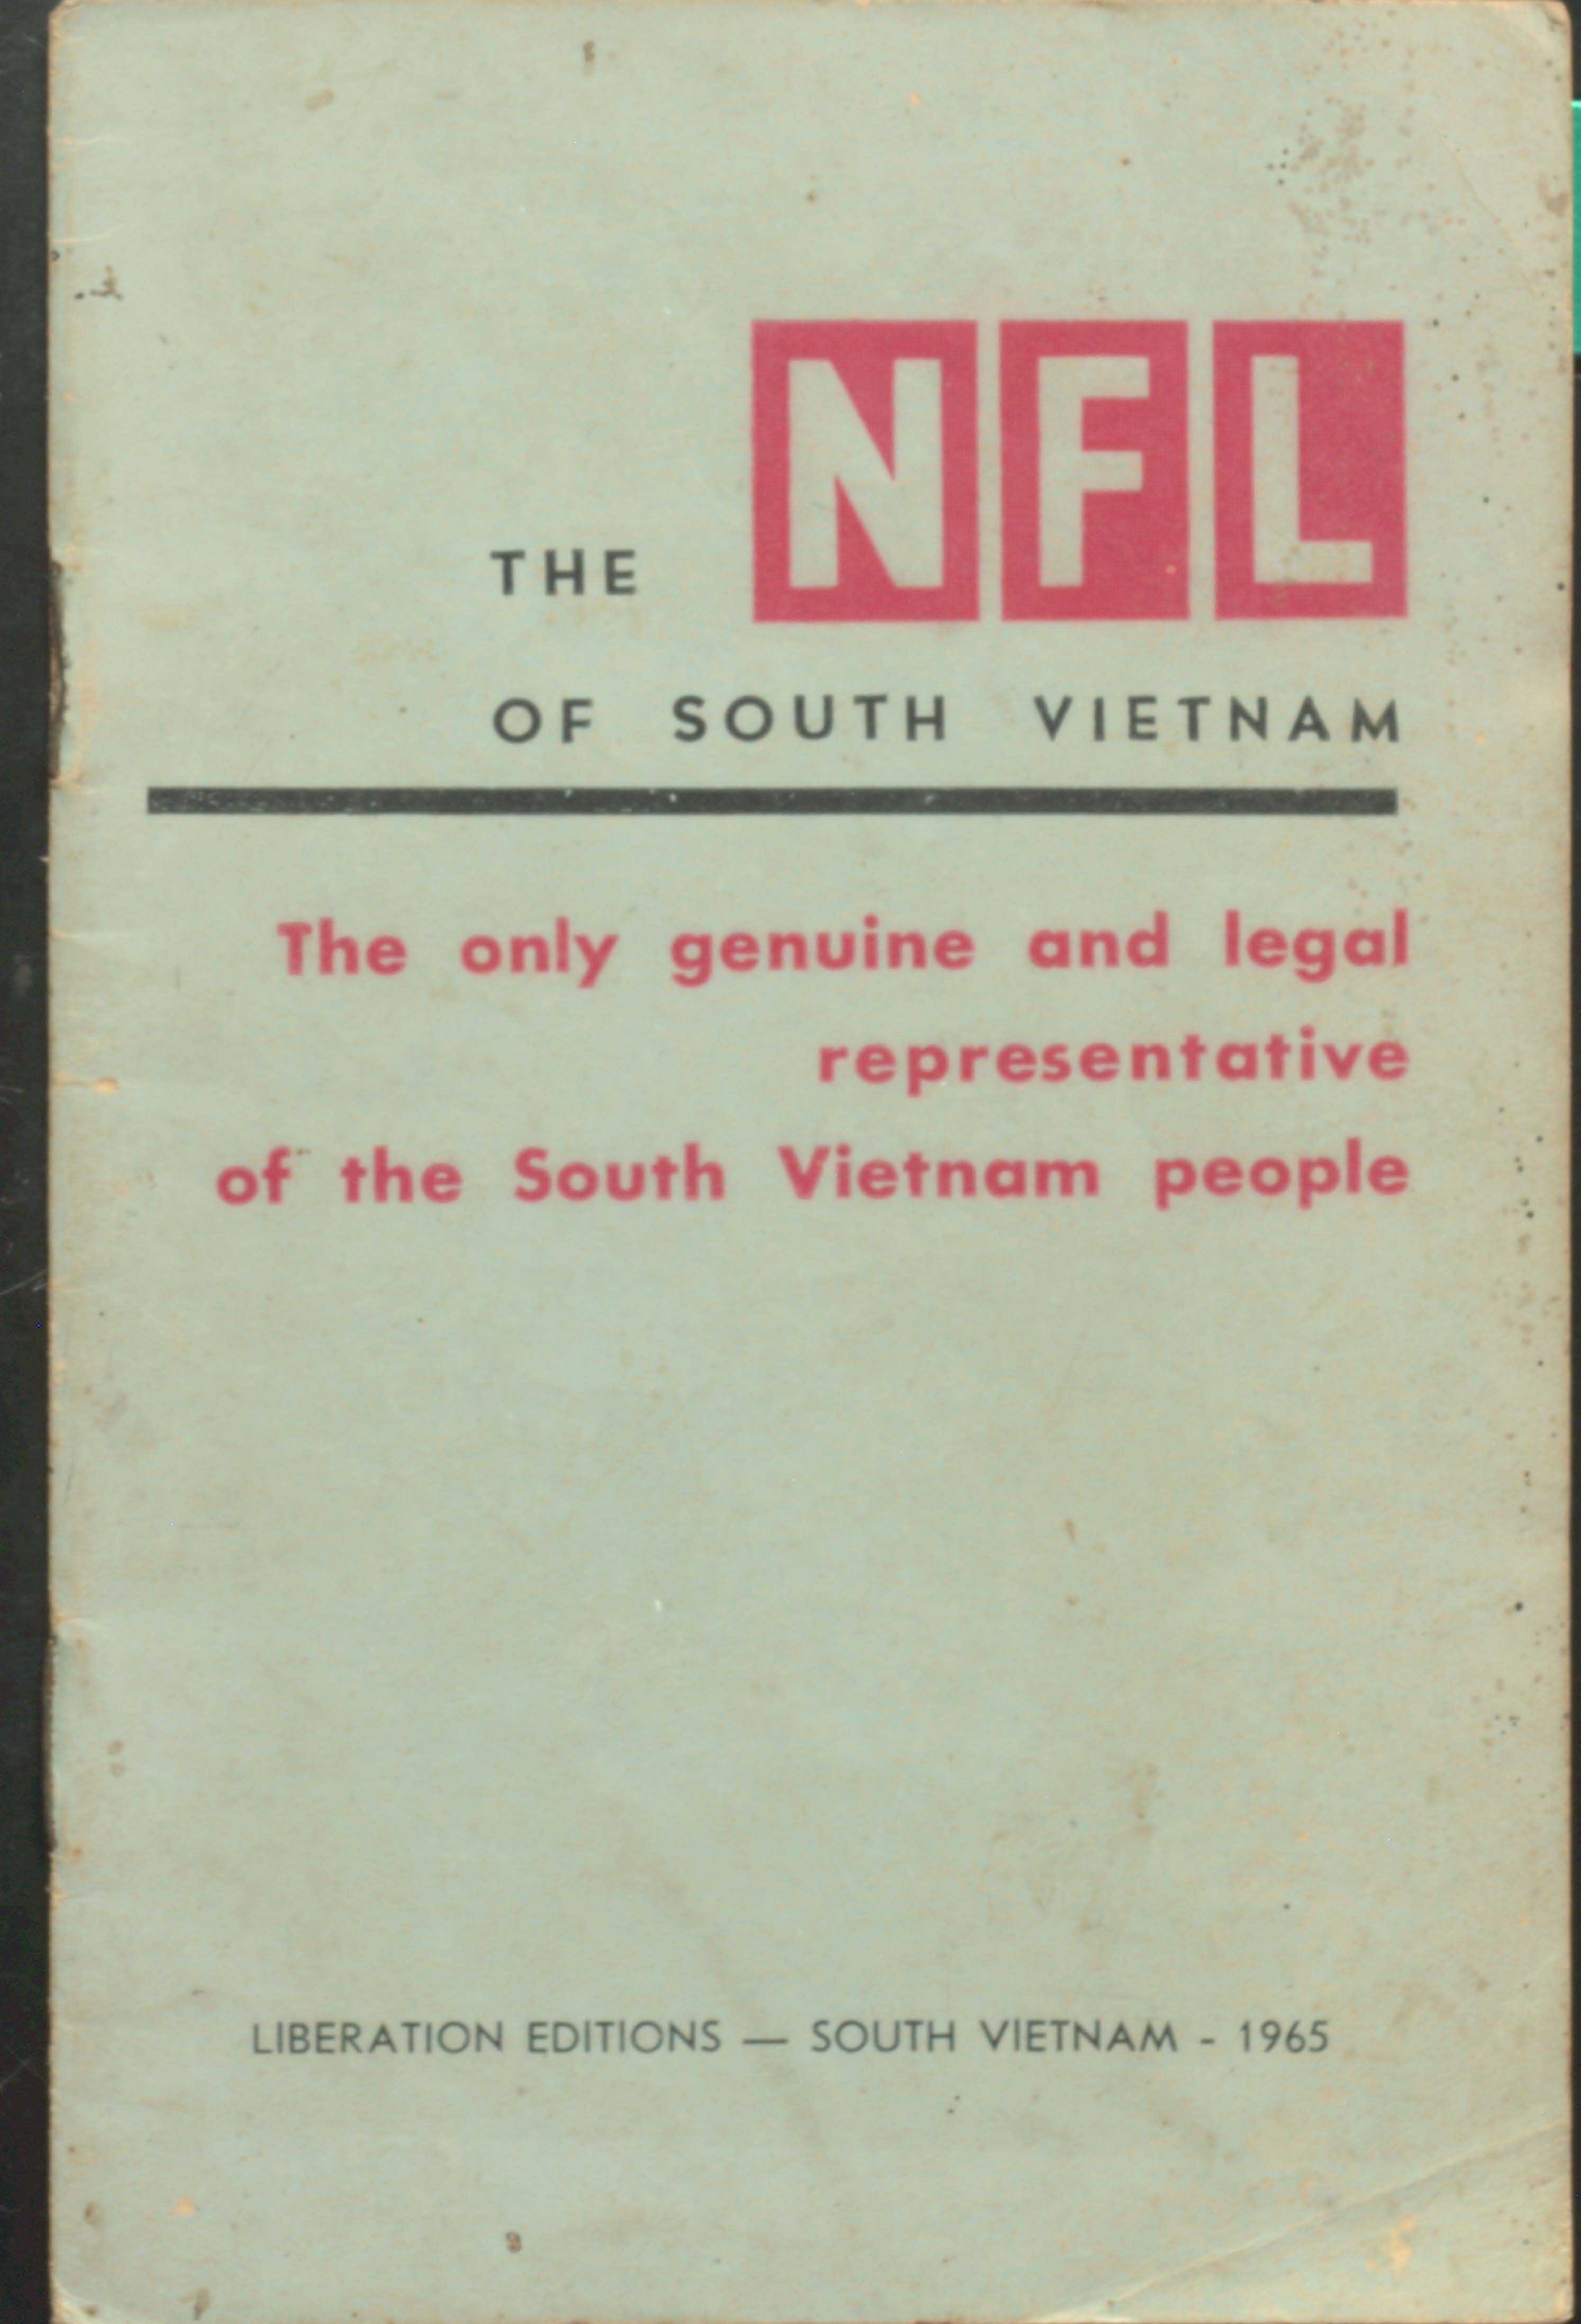 THE NFL
OF SOUTH VIETNAM
The only genuine and legal
representative
of the South Vietnam people
LIBERATION EDITIONS — SOUTH VIETNAM - 1965